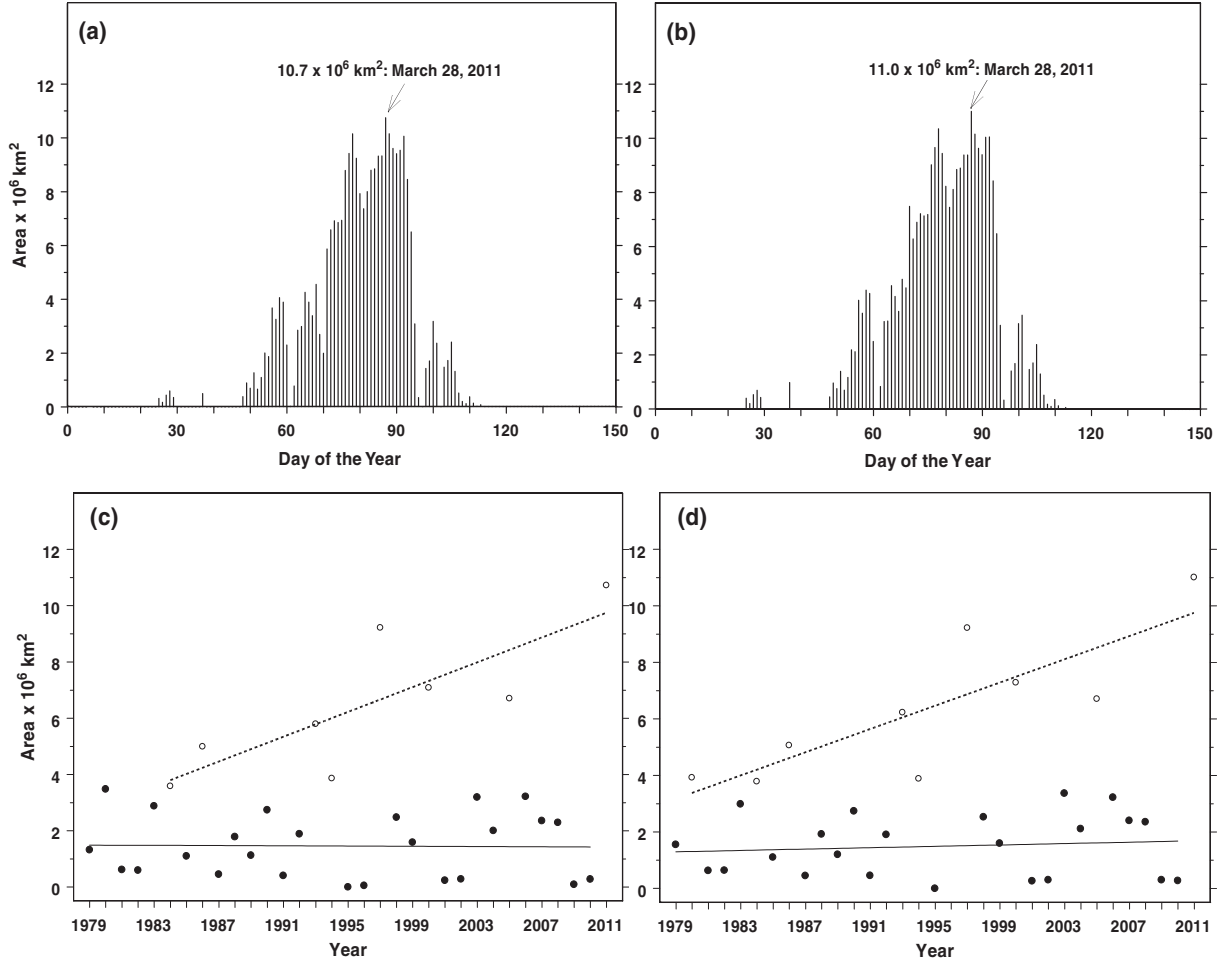 (a)
10.7 x 10⁶ km²: March 28, 2011
12
10
8
6
4
2
0
Area x 10⁶ km²
0 30 60 90 120 150
Day of the Year
(b)
11.0 x 10⁶ km²: March 28, 2011
12
10
8
6
4
2
0
0 30 60 90 120 150
Day of the Year
(c)
12
10
8
6
4
2
0
Area x 10⁶ km²
1979 1983 1987 1991 1995 1999 2003 2007 2011
Year
(d)
12
10
8
6
4
2
0
1979 1983 1987 1991 1995 1999 2003 2007 2011
Year